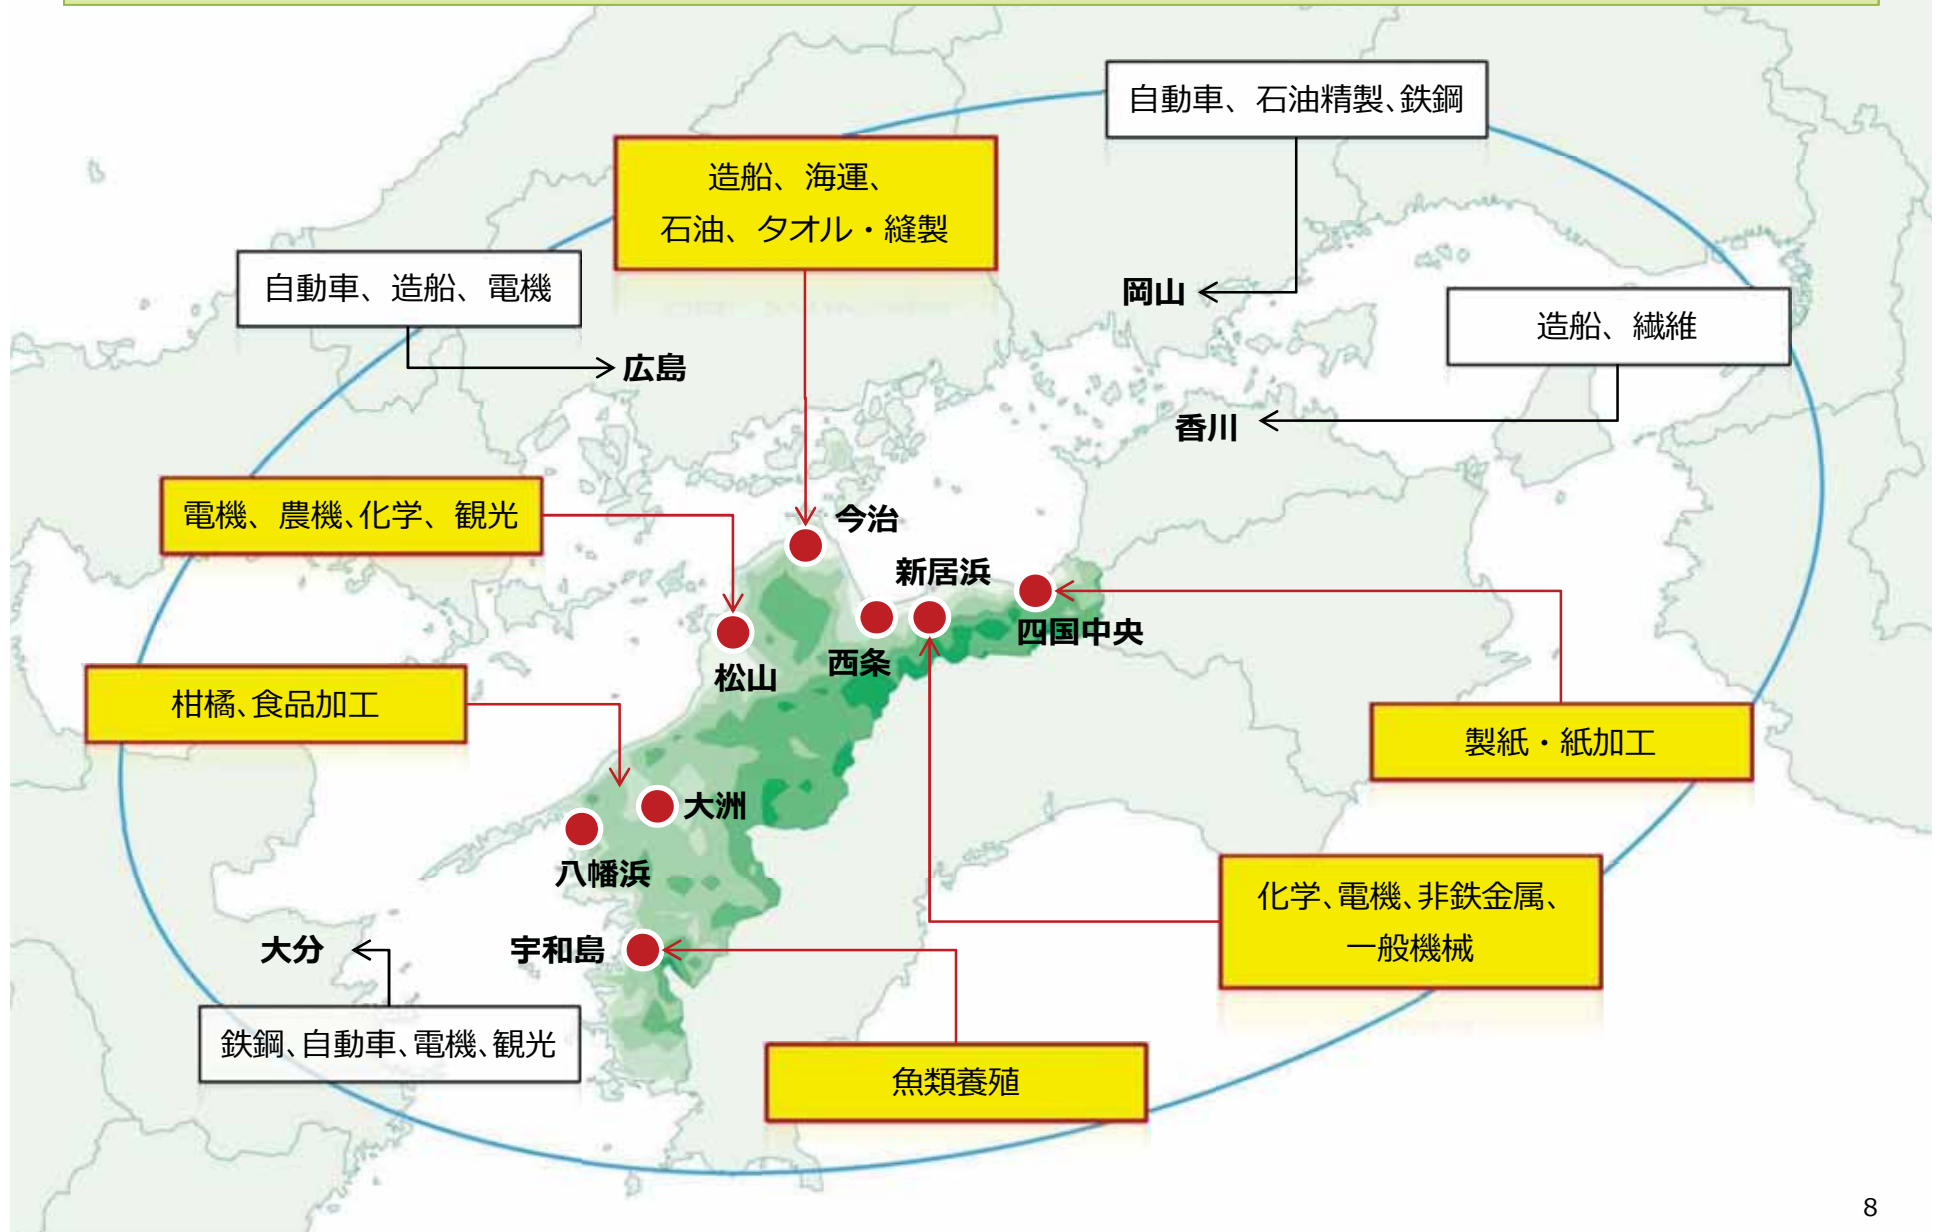 自動車、石油精製、鉄鋼
造船、海運、
石油、タオル・縫製
自動車、造船、電機
岡山
造船、繊維
広島
香川
電機、農機、化学、観光
今治
新居浜
四国中央
西条
松山
柑橘、食品加工
製紙・紙加工
大洲
八幡浜
化学、電機、非鉄金属、
一般機械
大分
宇和島
鉄鋼、自動車、電機、観光
魚類養殖
8